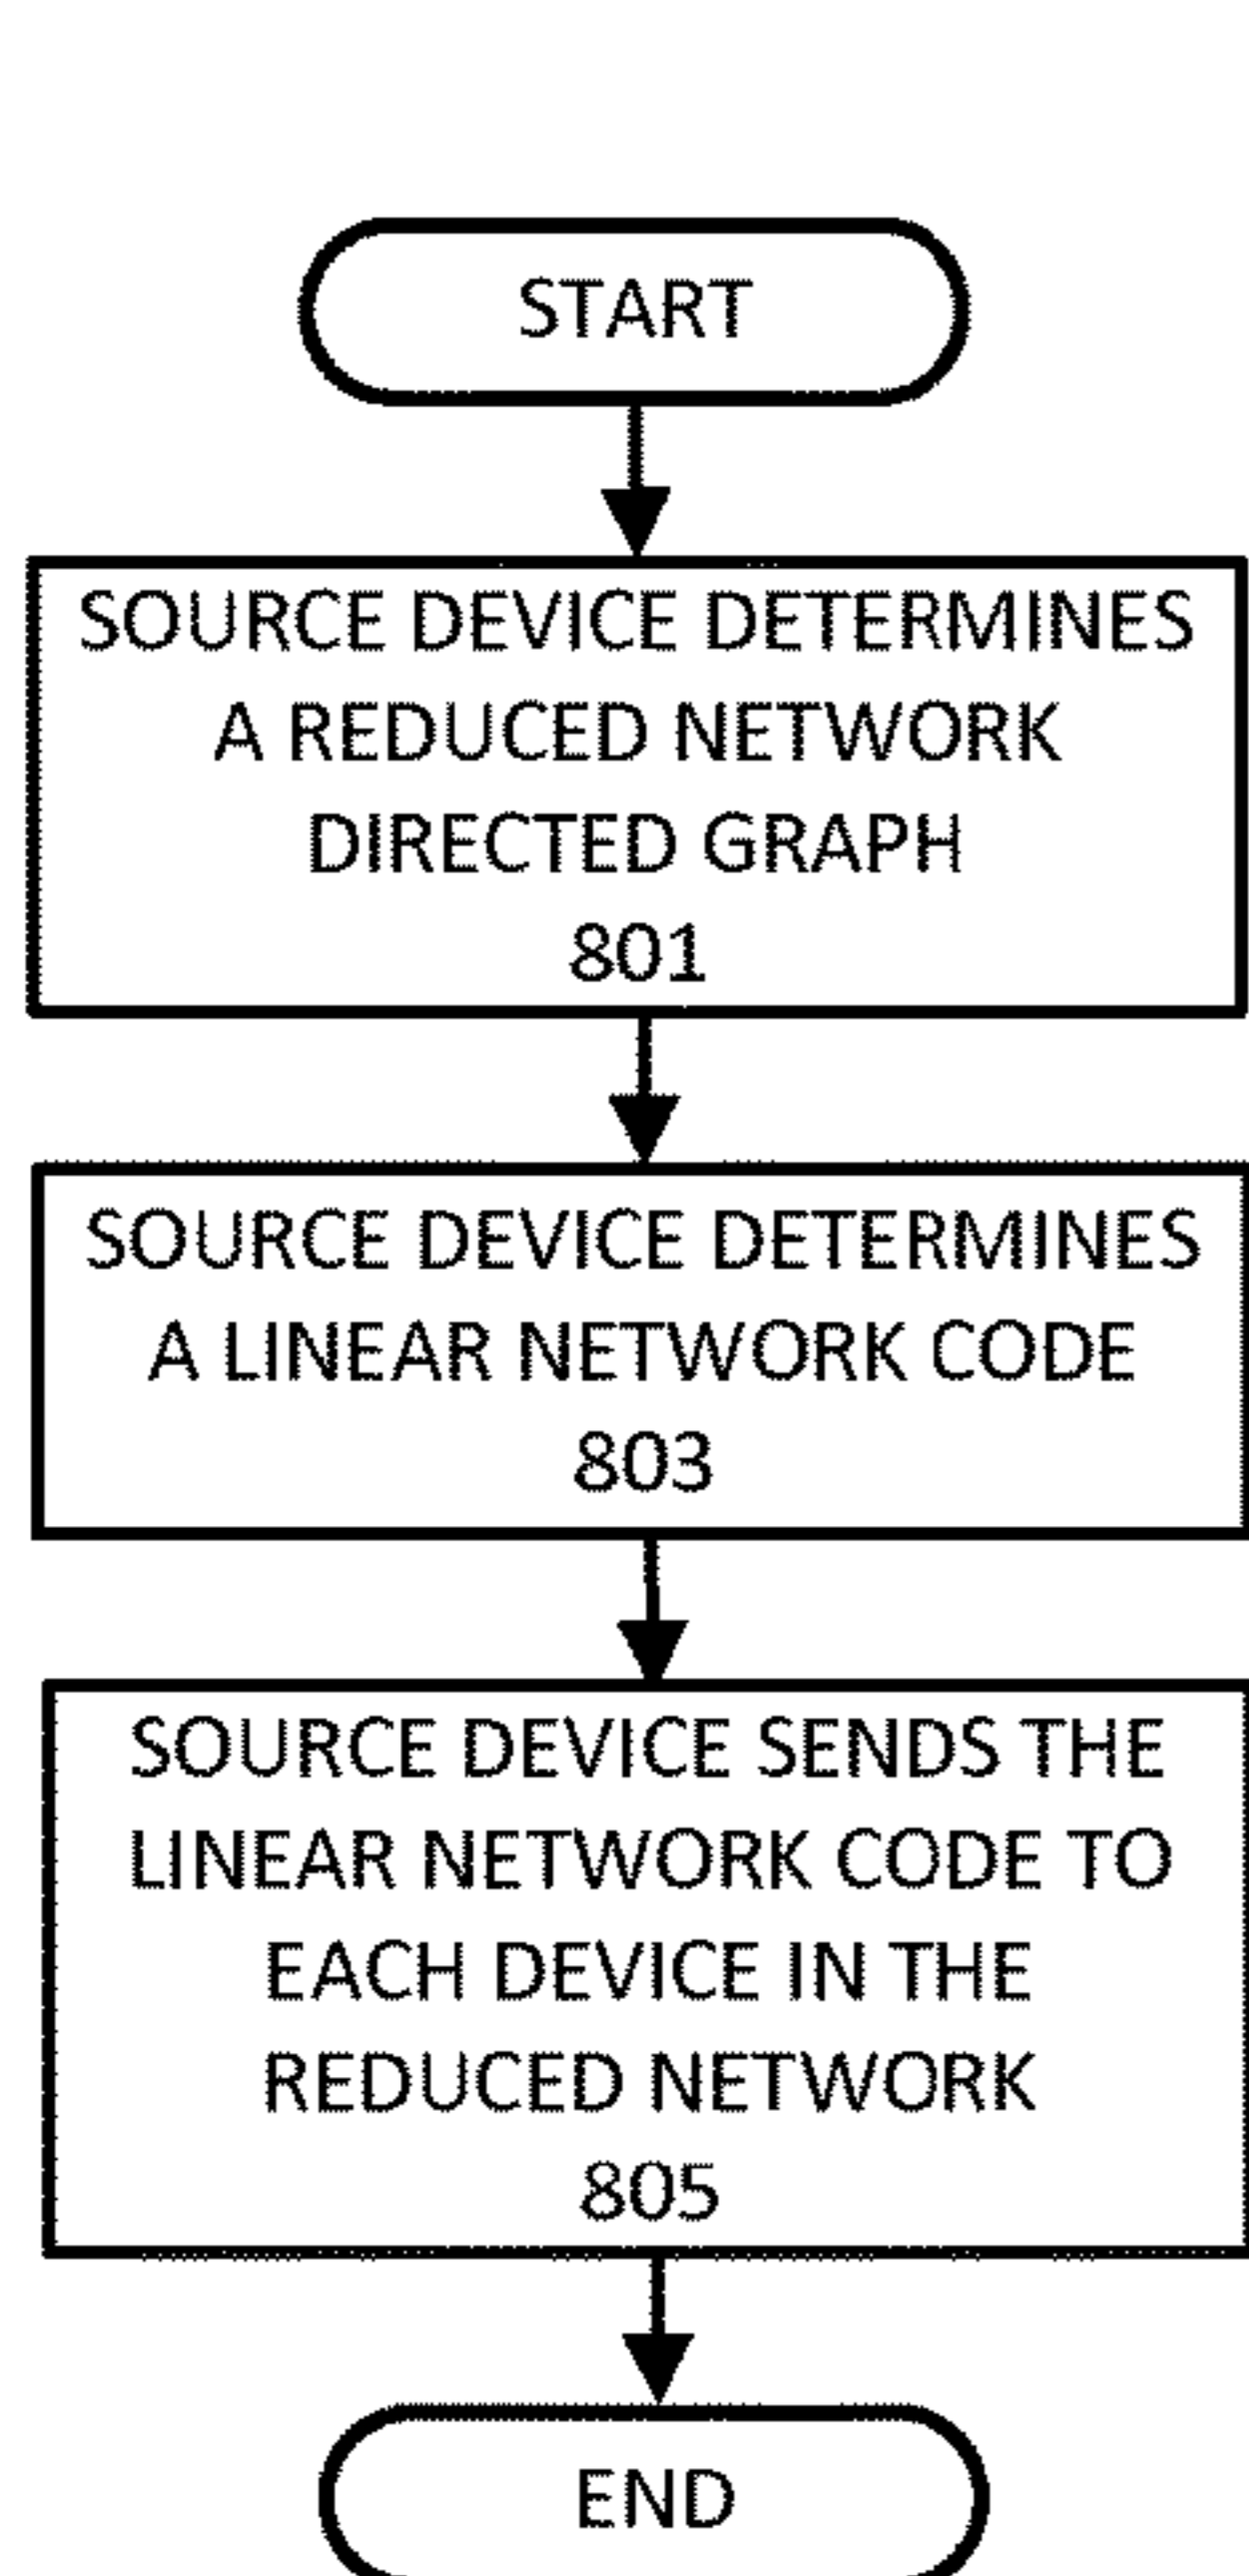 START
SOURCE DEVICE DETERMINES
A REDUCED NETWORK
DIRECTED GRAPH
801
SOURCE DEVICE DETERMINES
A LINEAR NETWORK CODE
803
SOURCE DEVICE SENDS THE
LINEAR NETWORK CODE TO
EACH DEVICE IN THE
REDUCED NETWORK
805
END